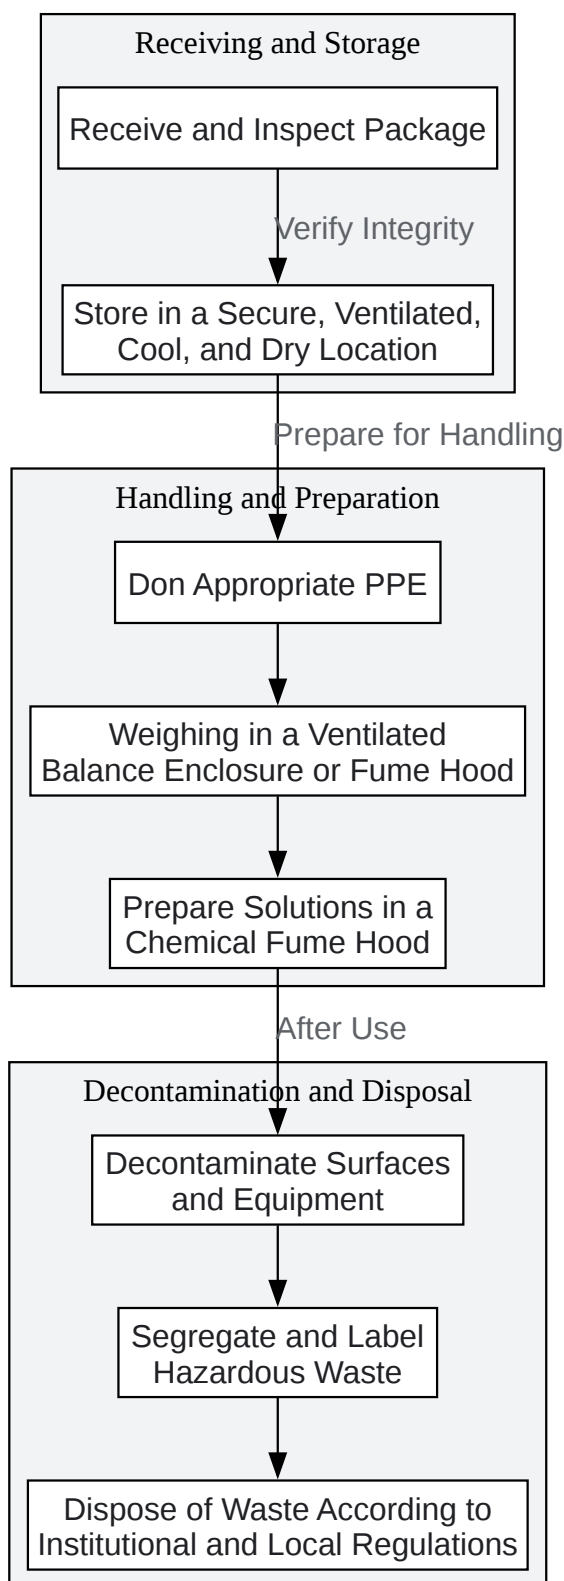 Receiving and Storage
Receive and Inspect Package
Verify Integrity
Store in a Secure, Ventilated,
Cool, and Dry Location
Prepare for Handling
Handling and Preparation
Don Appropriate PPE
Weighing in a Ventilated
Balance Enclosure or Fume Hood
Prepare Solutions in a
Chemical Fume Hood
After Use
Decontamination and Disposal
Decontaminate Surfaces
and Equipment
Segregate and Label
Hazardous Waste
Dispose of Waste According to
Institutional and Local Regulations